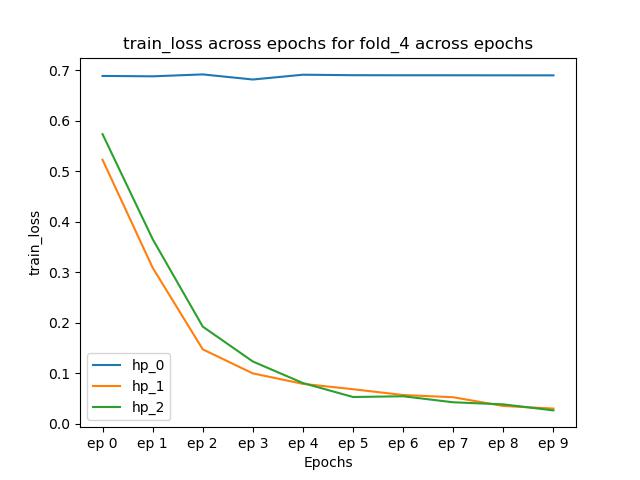 train_loss across epochs for fold_4 across epochs
train_loss
0.7
0.6
0.5
0.4
0.3
0.2
0.1
0.0
hp_0
hp_1
hp_2
ep 0 ep 1 ep 2 ep 3 ep 4 ep 5 ep 6 ep 7 ep 8 ep 9
Epochs